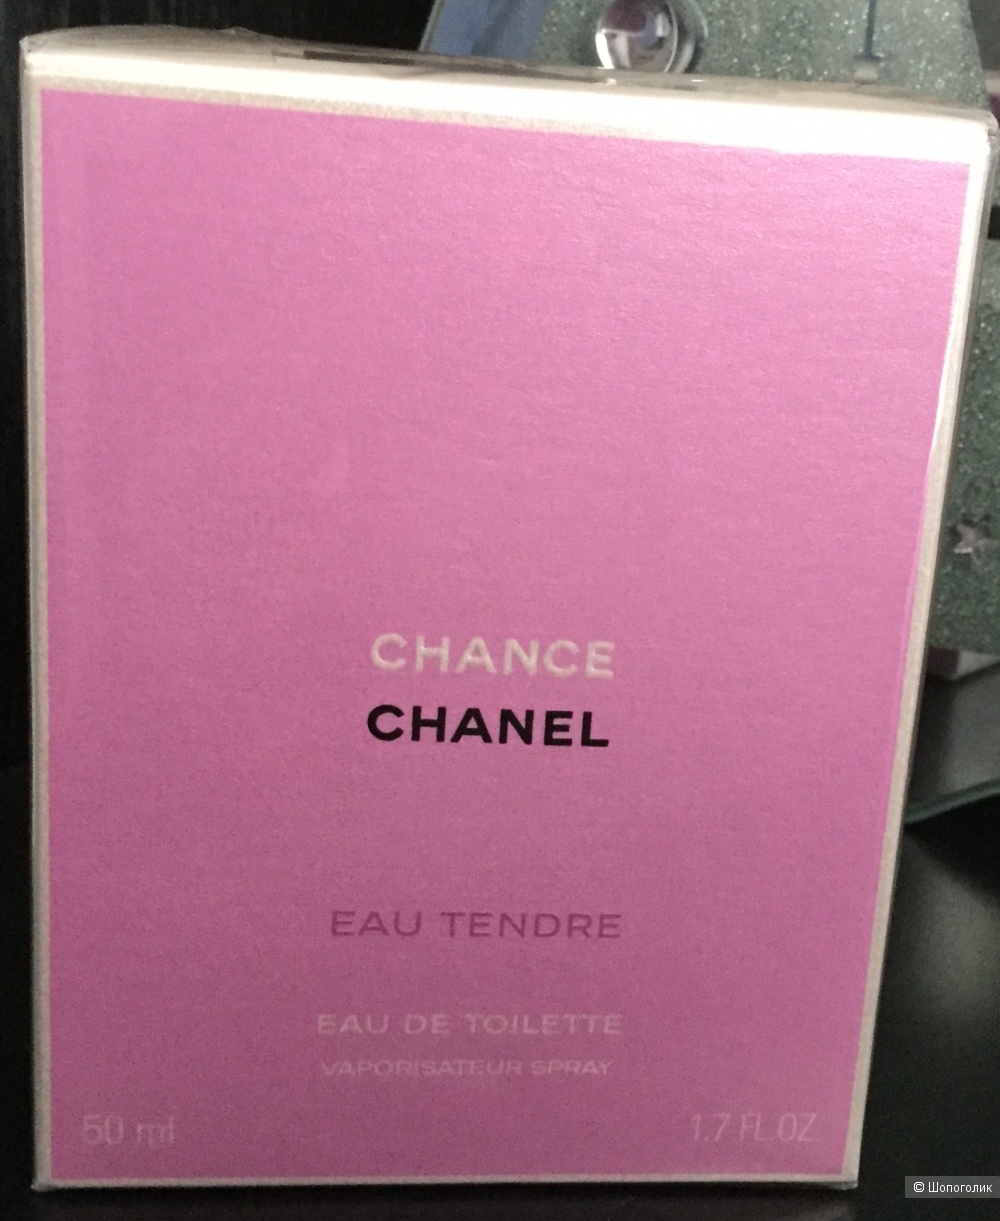 CHANCE
CHANEL
EAU TENDRE
EAU DE TOILETTE
VAPORISATEUR SPRAY
50 ml
1.7 FL.OZ
© Шопоголик